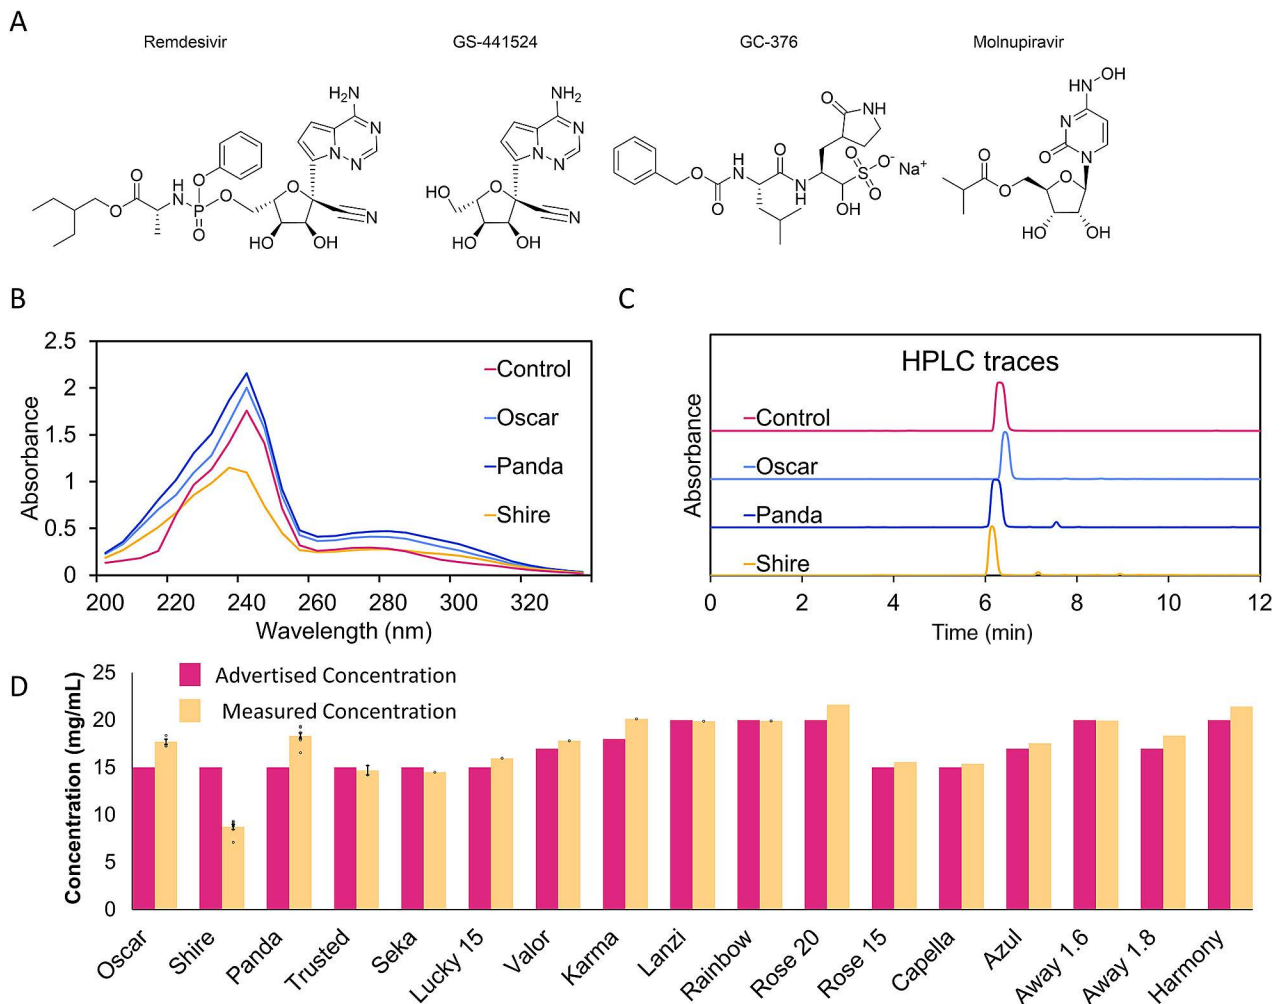 A
Remdesivir
GS-441524
GC-376
Molnupiravir
H₂N
N
N
N
N
O
O
H
N
P
O
O
O
O
N
HO
OH
NH₂
N
N
N
HO
O
N
HO
OH
O
NH
O
O
H
N
O
N
H
O
S
O
O⁻
Na⁺
OH
HN
OH
N
O
N
O
O
O
HO
OH
B
2.5
2
1.5
1
0.5
0
Absorbance
Control
Oscar
Panda
Shire
200
220
240
260
280
300
320
Wavelength (nm)
C
HPLC traces
Absorbance
Control
Oscar
Panda
Shire
0
2
4
6
8
10
12
Time (min)
D
Concentration (mg/mL)
25
20
15
10
5
0
Advertised Concentration
Measured Concentration
Oscar
Shire
Panda
Trusted
Seka
Lucky 15
Valor
Karma
Lanzi
Rainbow
Rose 20
Rose 15
Capella
Azul
Away 1.6
Away 1.8
Harmony